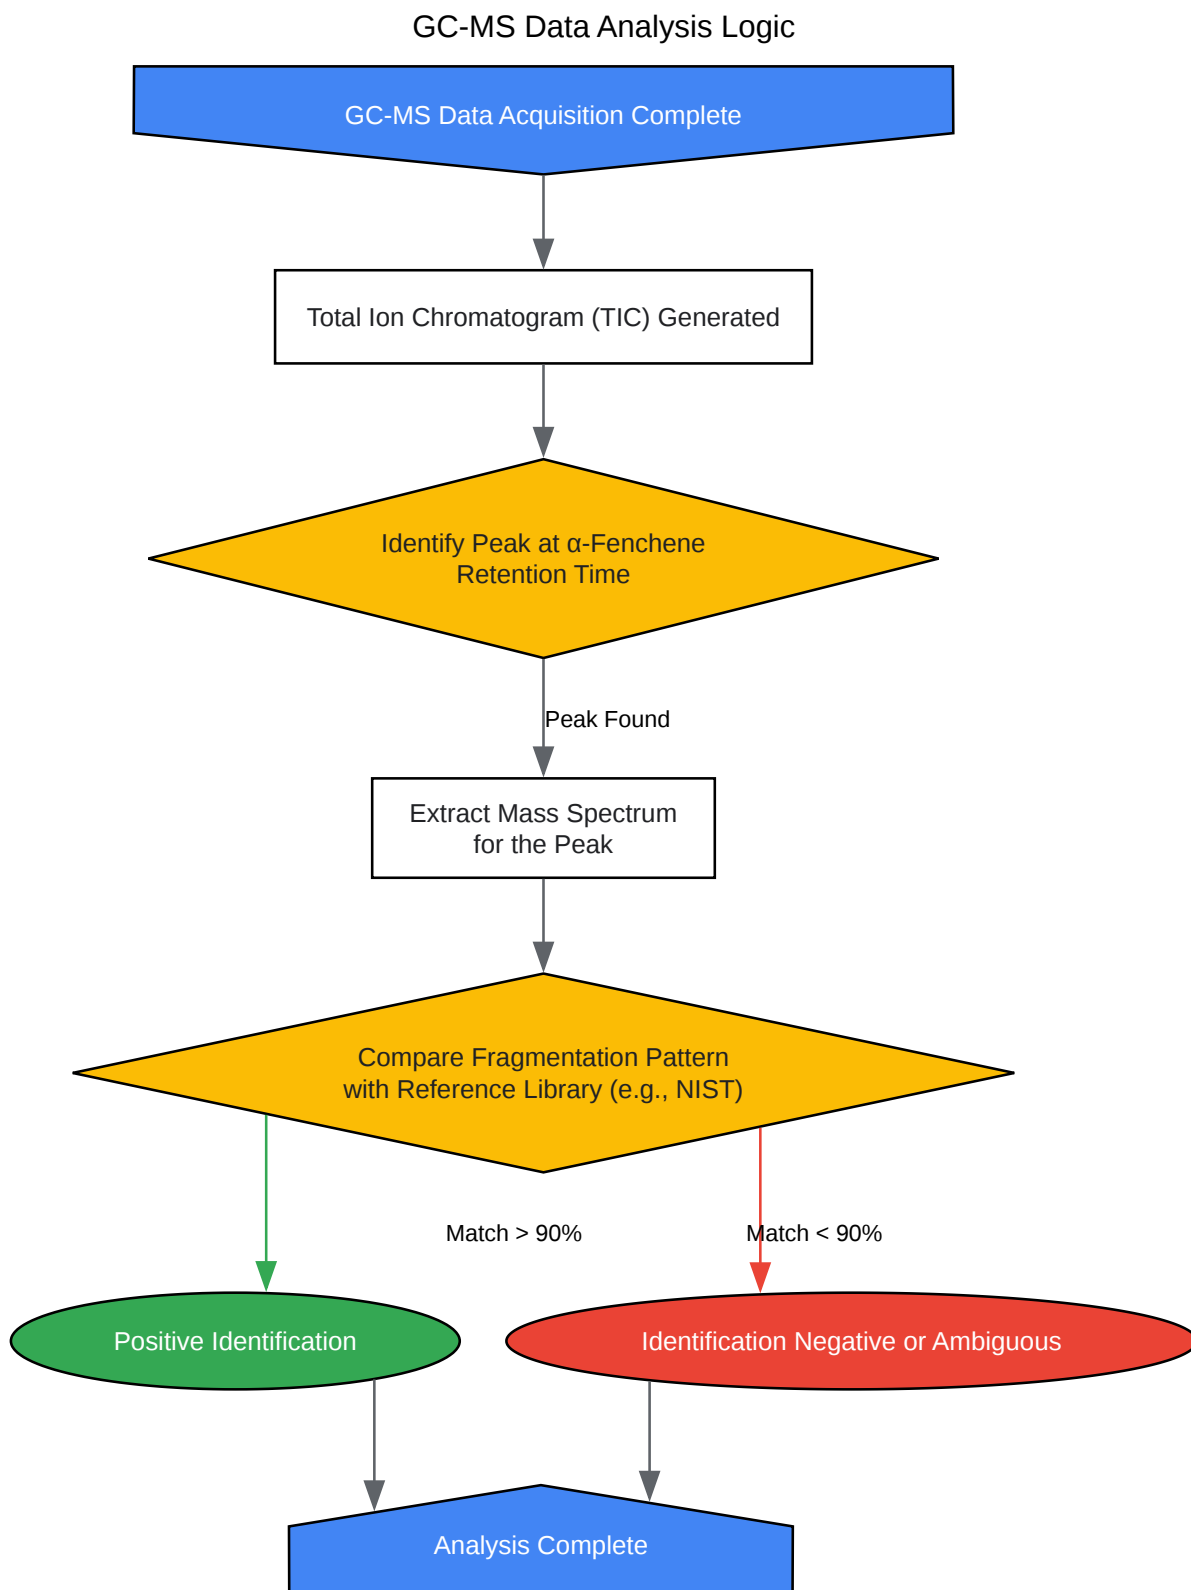 GC-MS Data Analysis Logic
GC-MS Data Acquisition Complete
Total Ion Chromatogram (TIC) Generated
Identify Peak at α-Fenchene
Retention Time
Peak Found
Extract Mass Spectrum
for the Peak
Compare Fragmentation Pattern
with Reference Library (e.g., NIST)
Match > 90%
Match < 90%
Positive Identification
Identification Negative or Ambiguous
Analysis Complete